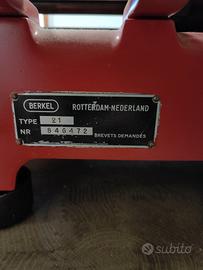 BERKEL ROTTERDAM-NEDERLAND
TYPE 21
NR 846472 BREVETS DEMANDÉS
subito